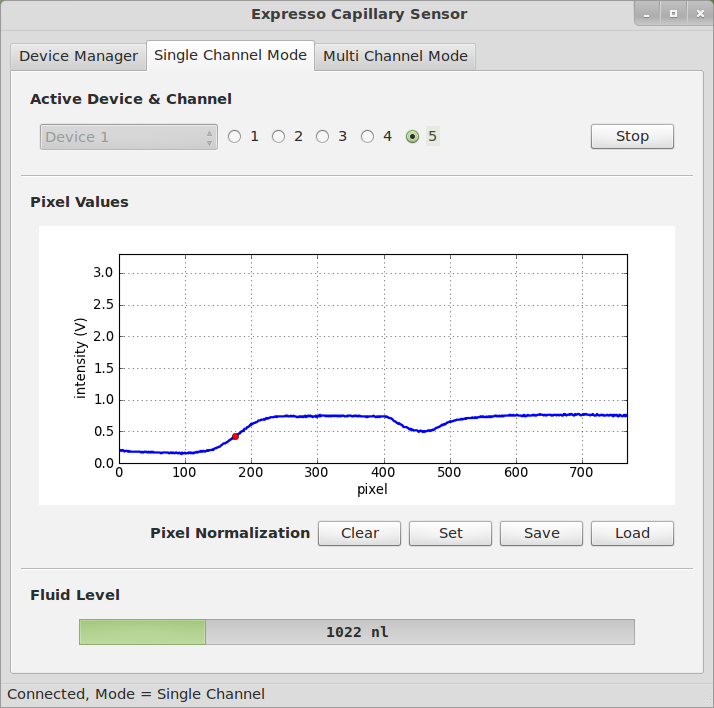 Expresso Capillary Sensor
Device Manager Single Channel Mode Multi Channel Mode
Active Device & Channel
Device 1 1 2 3 4 5 Stop
Pixel Values
3.0
2.5
2.0
1.5
1.0
0.5
0.0
intensity (V)
0 100 200 300 400 500 600 700
pixel
Pixel Normalization Clear Set Save Load
Fluid Level
1022 nl
Connected, Mode = Single Channel